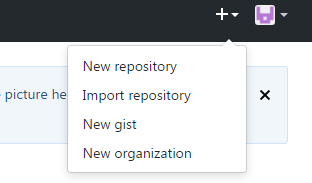 New repository
picture he
Import repository
New gist
New organization